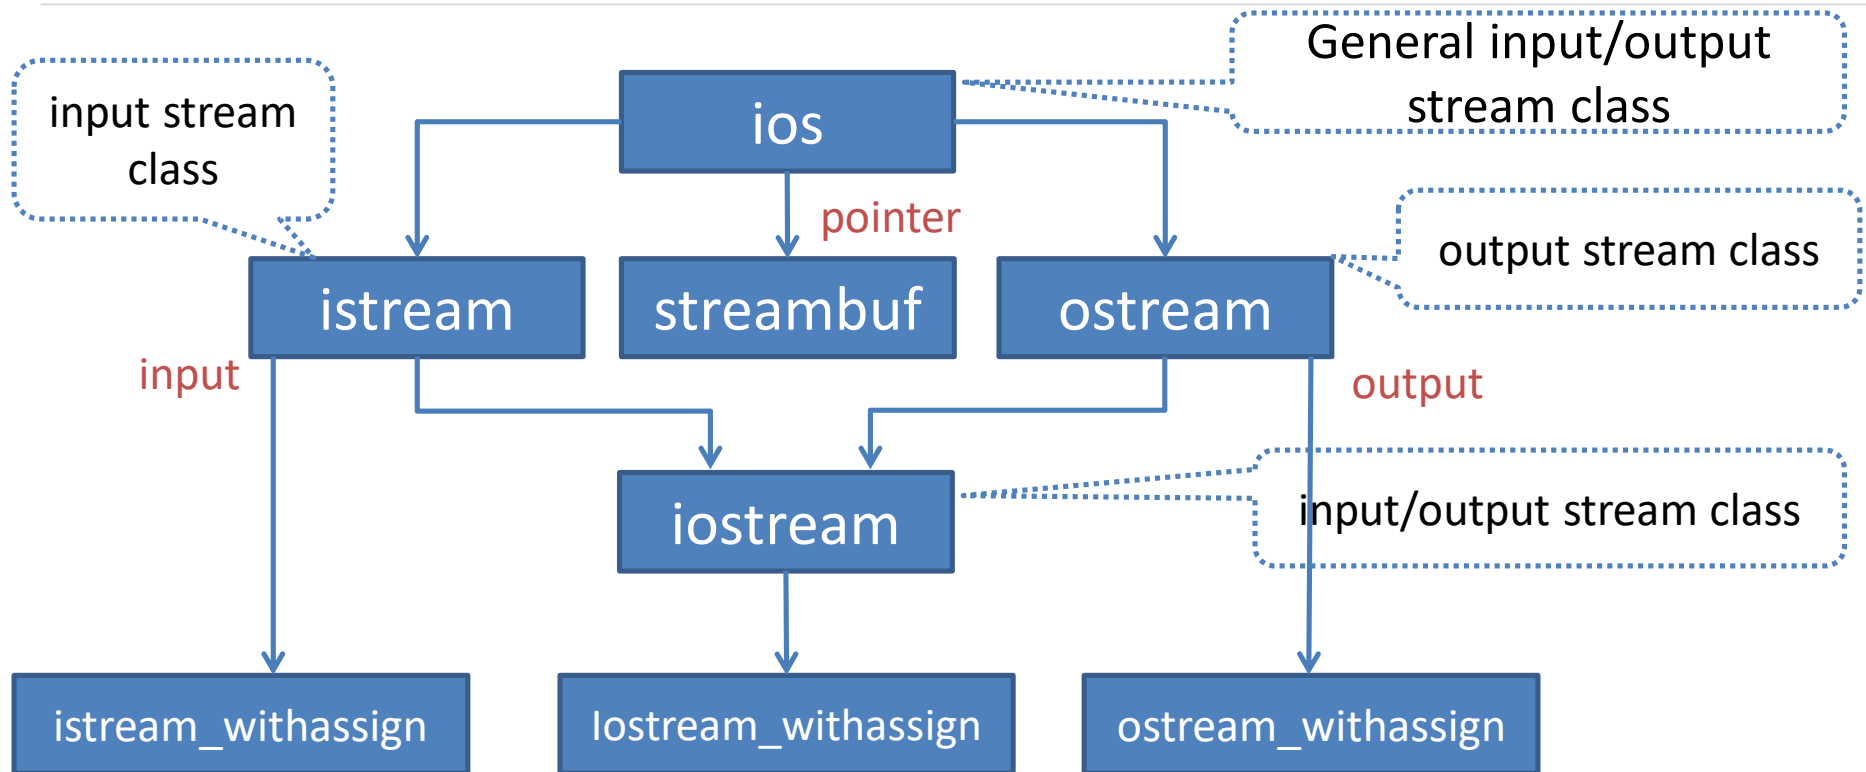 General input/output
stream class
input stream
class
ios
pointer
output stream class
istream
streambuf
ostream
input
output
iostream
input/output stream class
istream_withassign
Iostream_withassign
ostream_withassign